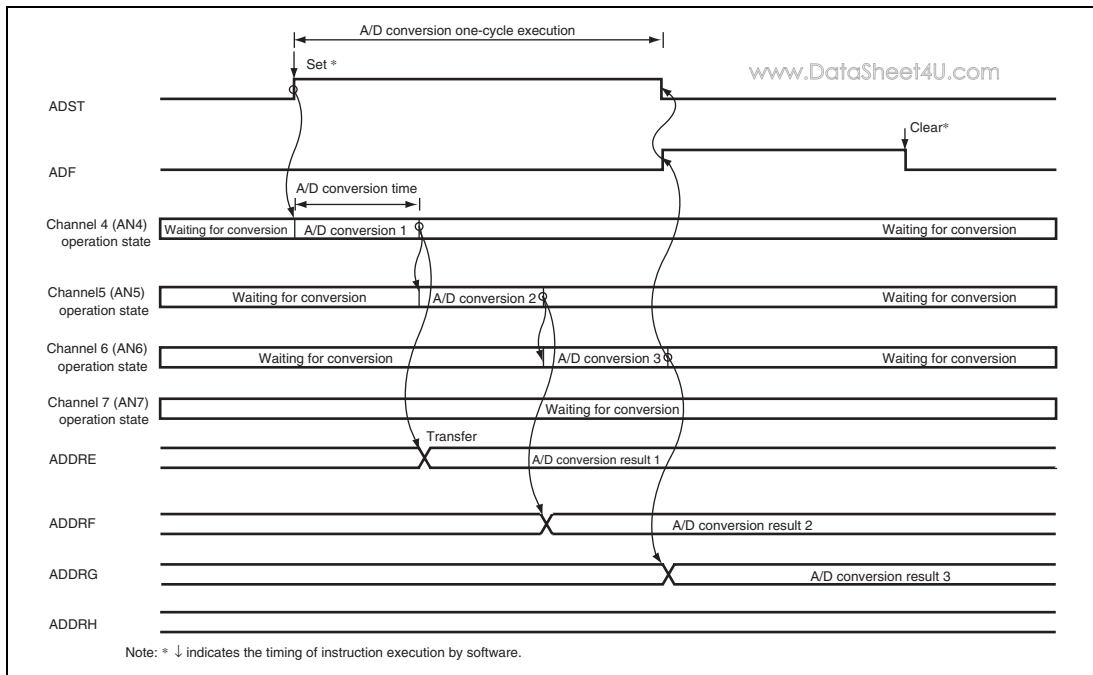 A/D conversion one-cycle execution
Set *
www.DataSheet4U.com
ADST
Clear*
ADF
A/D conversion time
Channel 4 (AN4)
operation state
Waiting for conversion
A/D conversion 1
Waiting for conversion
Channel5 (AN5)
operation state
Waiting for conversion
A/D conversion 2
Waiting for conversion
Channel 6 (AN6)
operation state
Waiting for conversion
A/D conversion 3
Waiting for conversion
Channel 7 (AN7)
operation state
Waiting for conversion
Transfer
ADDRE
A/D conversion result 1
ADDRF
A/D conversion result 2
ADDRG
A/D conversion result 3
ADDRH
Note: * ↓ indicates the timing of instruction execution by software.